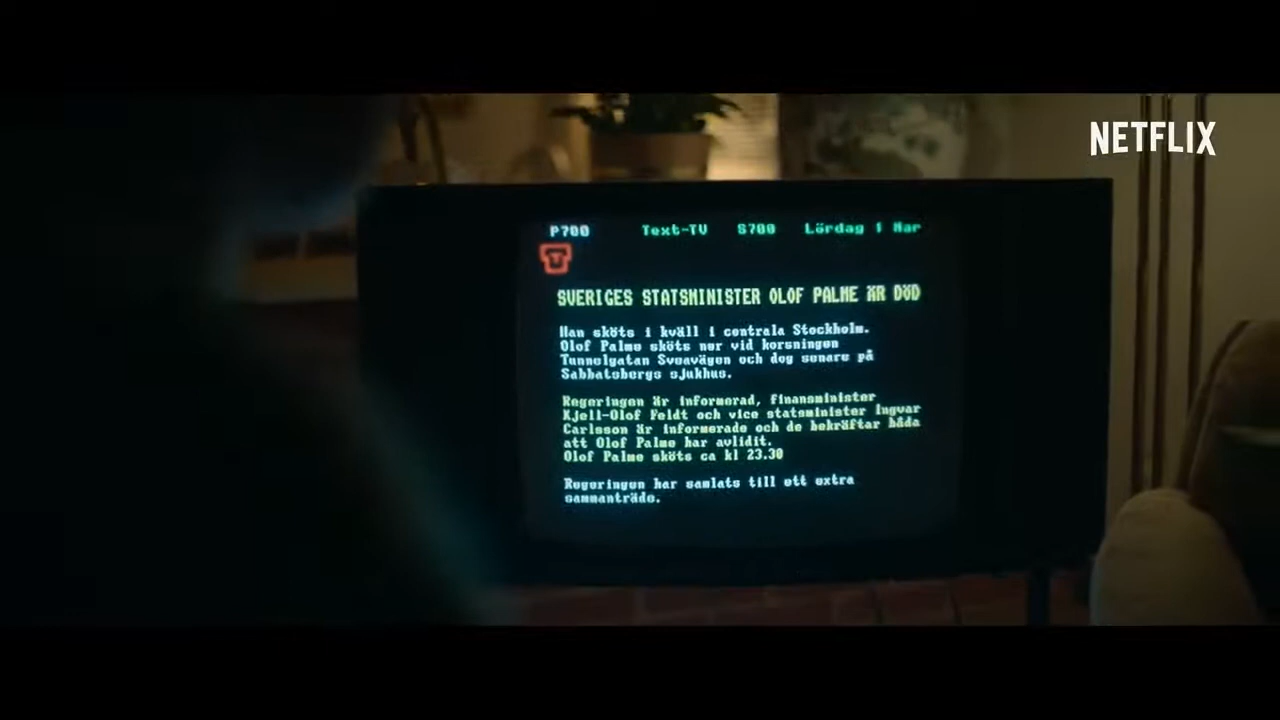 NETFLIX
P700 Text-TV S700 Lördag 1 Mar
SVERIGES STATSMINISTER OLOF PALME ÄR DÖD
Han sköts i kväll i centrala Stockholm.
Olof Palme sköts ner vid korsningen
Tunnelgatan Sveavägen och dog senare på
Sabbatsbergs sjukhus.
Regeringen är informerad, finansminister
Kjell-Olof Feldt och vice statsminister Ingvar
Carlsson är informerade och de bekräftar båda
att Olof Palme har avlidit.
Olof Palme sköts ca kl 23.30
Regeringen har samlats till ett extra
sammanträde.